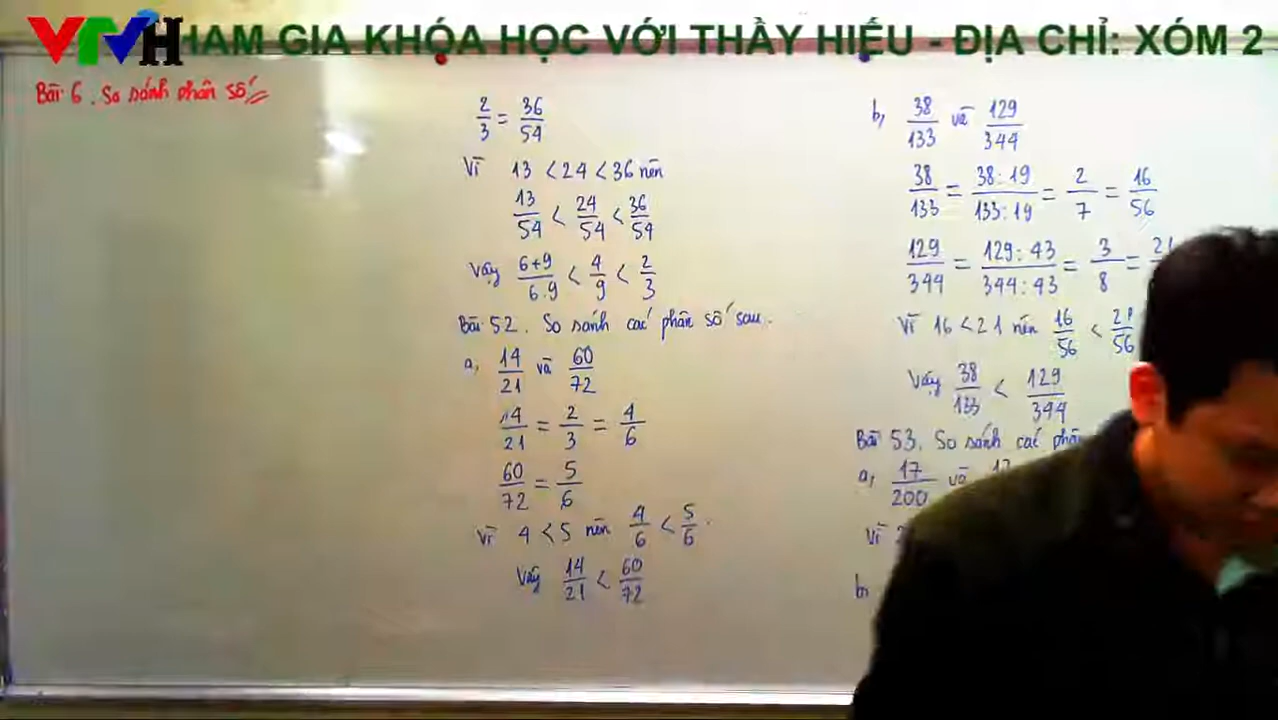 VTVH
HAM GIA KHÓA HỌC VỚI THẦY HIẾU - ĐỊA CHỈ: XÓM 2
Bài 6. So sánh phân số
2/3 = 36/54
Vì 13 < 24 < 36 nên
13/54 < 24/54 < 36/54
Vậy 6+9/6.9 < 4/9 < 2/3
Bài 52. So sánh các phân số sau.
a, 14/21 và 60/72
14/21 = 2/3 = 4/6
60/72 = 5/6
Vì 4 < 5 nên 4/6 < 5/6.
Vậy 14/21 < 60/72
b, 38/133 và 129/344
38/133 = 38:19/133:19 = 2/7 = 16/56
129/344 = 129:43/344:43 = 3/8 = 21
Vì 16 < 21 nên 16/56 < 21/56
Vậy 38/133 < 129/344
Bài 53. So sánh các phân
a, 17/200 và
Vì
b,